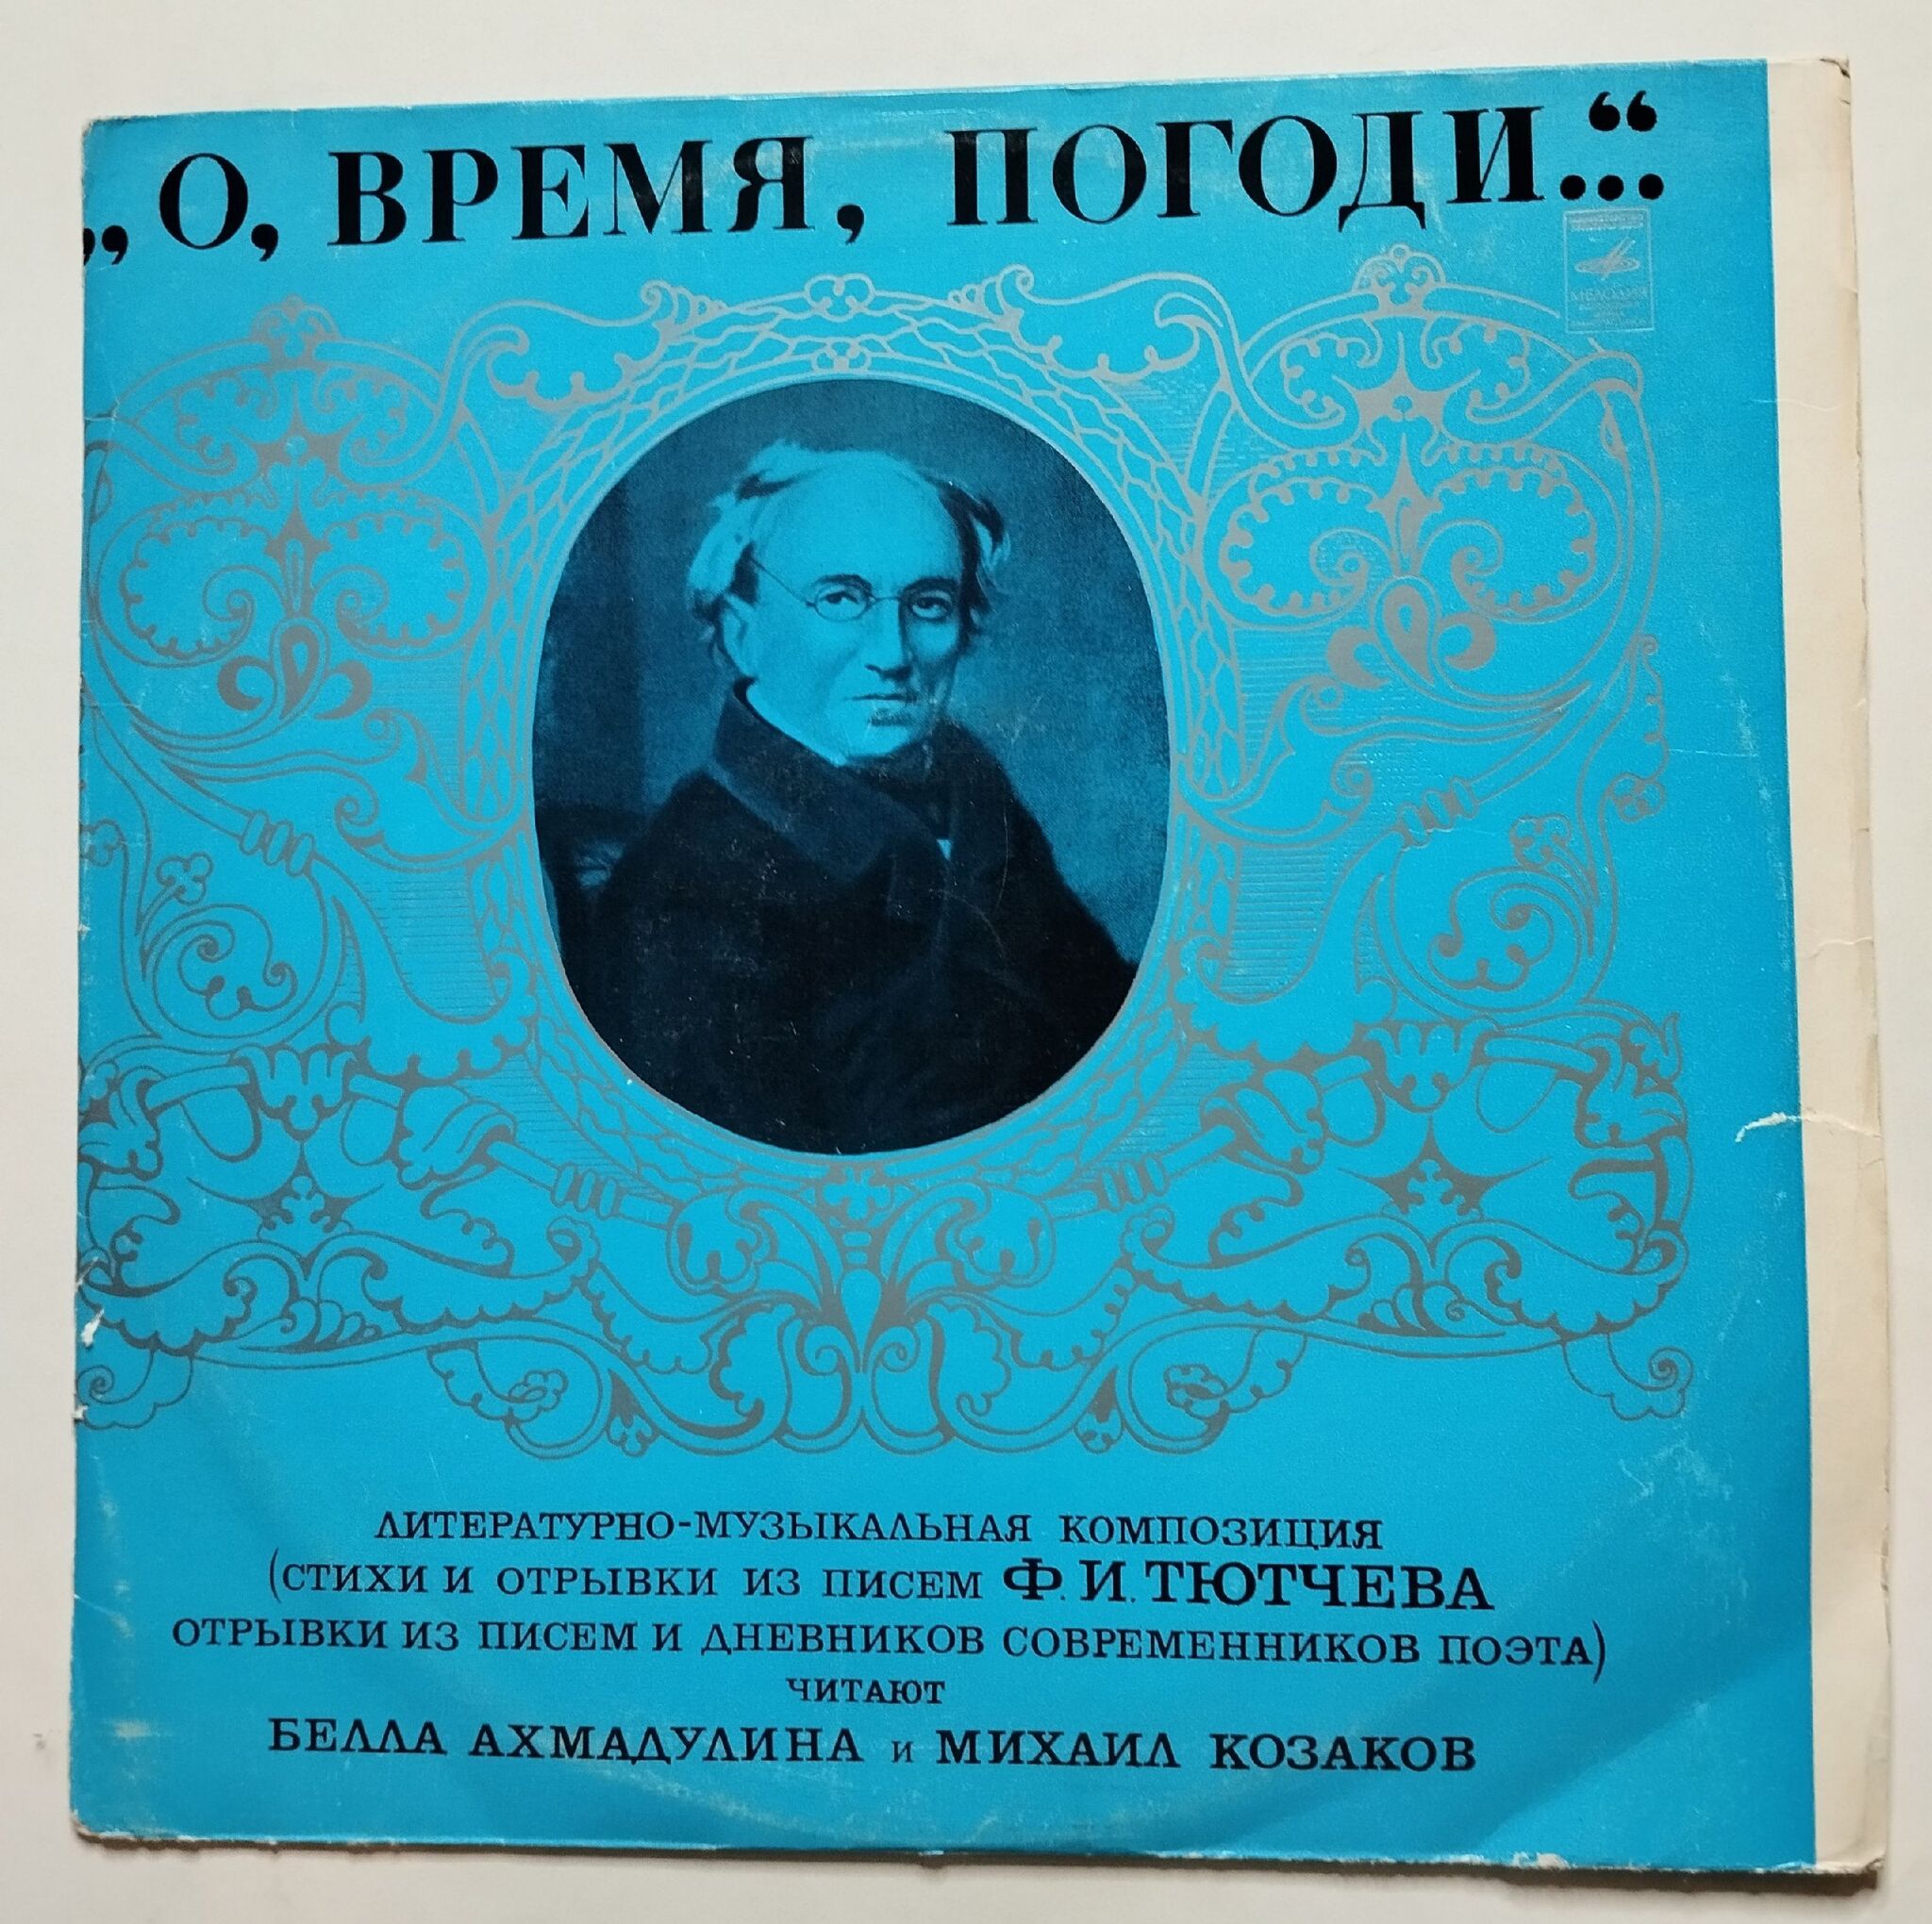 „О, ВРЕМЯ, ПОГОДИ...“
МЕЛОДИЯ
ЛИТЕРАТУРНО-МУЗЫКАЛЬНАЯ КОМПОЗИЦИЯ
(СТИХИ И ОТРЫВКИ ИЗ ПИСЕМ Ф. И. ТЮТЧЕВА
ОТРЫВКИ ИЗ ПИСЕМ И ДНЕВНИКОВ СОВРЕМЕННИКОВ ПОЭТА)
ЧИТАЮТ
БЕЛЛА АХМАДУЛИНА И МИХАИЛ КОЗАКОВ